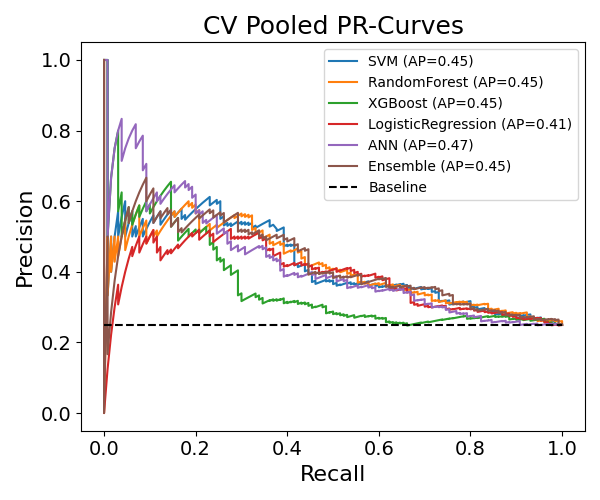 CV Pooled PR-Curves
Precision
1.0
0.8
0.6
0.4
0.2
0.0
SVM (AP=0.45)
RandomForest (AP=0.45)
XGBoost (AP=0.45)
LogisticRegression (AP=0.41)
ANN (AP=0.47)
Ensemble (AP=0.45)
Baseline
0.0 0.2 0.4 0.6 0.8 1.0
Recall